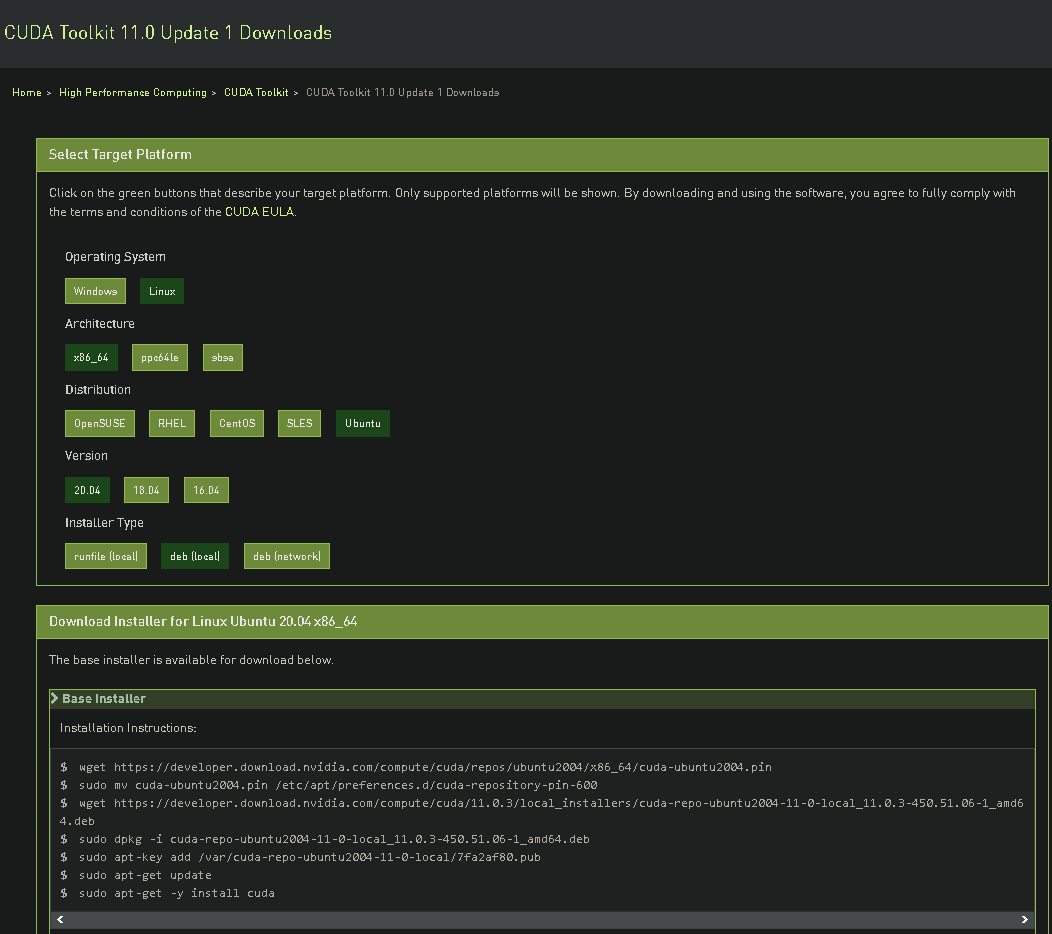 CUDA Toolkit 11.0 Update 1 Downloads
Home > High Performance Computing > CUDA Toolkit > CUDA Toolkit 11.0 Update 1 Downloads
Select Target Platform
Click on the green buttons that describe your target platform. Only supported platforms will be shown. By downloading and using the software, you agree to fully comply with
the terms and conditions of the CUDA EULA.
Operating System
Windows Linux
Architecture
x86_64 ppc64le sbsa
Distribution
OpenSUSE RHEL CentOS SLES Ubuntu
Version
20.04 18.04 16.04
Installer Type
runfile (local) deb (local) deb (network)
Download Installer for Linux Ubuntu 20.04 x86_64
The base installer is available for download below.
Base Installer
Installation Instructions:
$ wget https://developer.download.nvidia.com/compute/cuda/repos/ubuntu2004/x86_64/cuda-ubuntu2004.pin
$ sudo mv cuda-ubuntu2004.pin /etc/apt/preferences.d/cuda-repository-pin-600
$ wget https://developer.download.nvidia.com/compute/cuda/11.0.3/local_installers/cuda-repo-ubuntu2004-11-0-local_11.0.3-450.51.06-1_amd6
4.deb
$ sudo dpkg -i cuda-repo-ubuntu2004-11-0-local_11.0.3-450.51.06-1_amd64.deb
$ sudo apt-key add /var/cuda-repo-ubuntu2004-11-0-local/7fa2af80.pub
$ sudo apt-get update
$ sudo apt-get -y install cuda